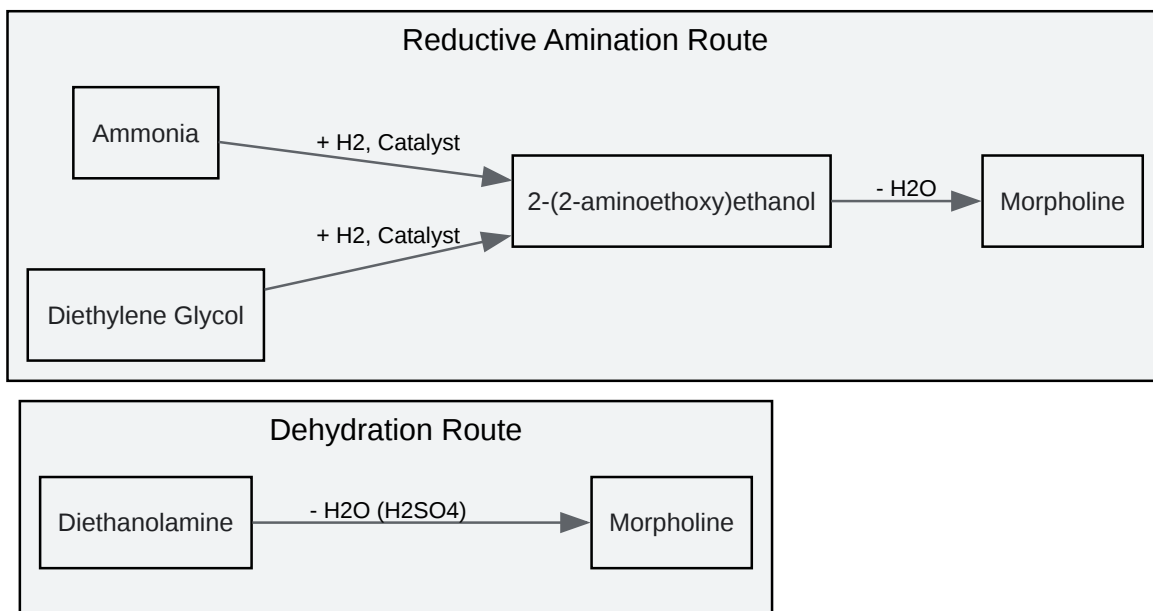 Reductive Amination Route
Ammonia
+ H2, Catalyst
2-(2-aminoethoxy)ethanol
- H2O
Morpholine
+ H2, Catalyst
Diethylene Glycol
Dehydration Route
Diethanolamine
- H2O (H2SO4)
Morpholine